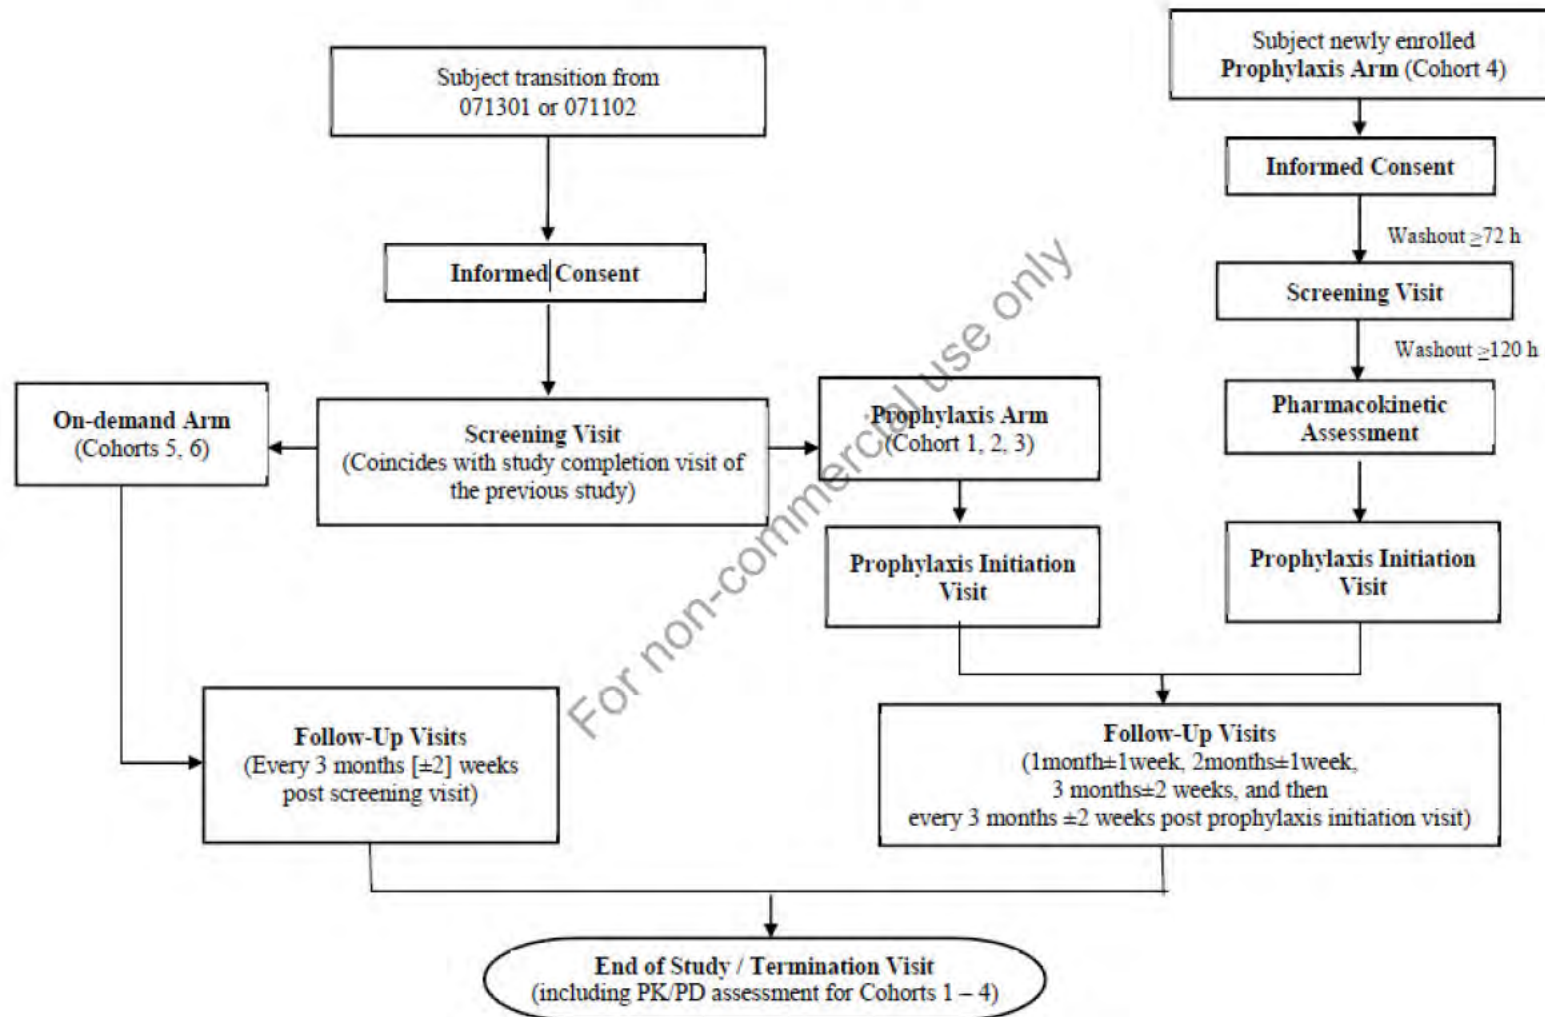 Subject transition from
071301 or 071102
Informed Consent
Screening Visit
(Coincides with study completion visit of
the previous study)
On-demand Arm
(Cohorts 5, 6)
Follow-Up Visits
(Every 3 months [±2] weeks
post screening visit)
Prophylaxis Arm
(Cohort 1, 2, 3)
Prophylaxis Initiation
Visit
Subject newly enrolled
Prophylaxis Arm (Cohort 4)
Informed Consent
Washout ≥72 h
Screening Visit
Washout ≥120 h
Pharmacokinetic
Assessment
Prophylaxis Initiation
Visit
Follow-Up Visits
(1month±1week, 2months±1week,
3 months±2 weeks, and then
every 3 months ±2 weeks post prophylaxis initiation visit)
End of Study / Termination Visit
(including PK/PD assessment for Cohorts 1 – 4)
For non-commercial use only